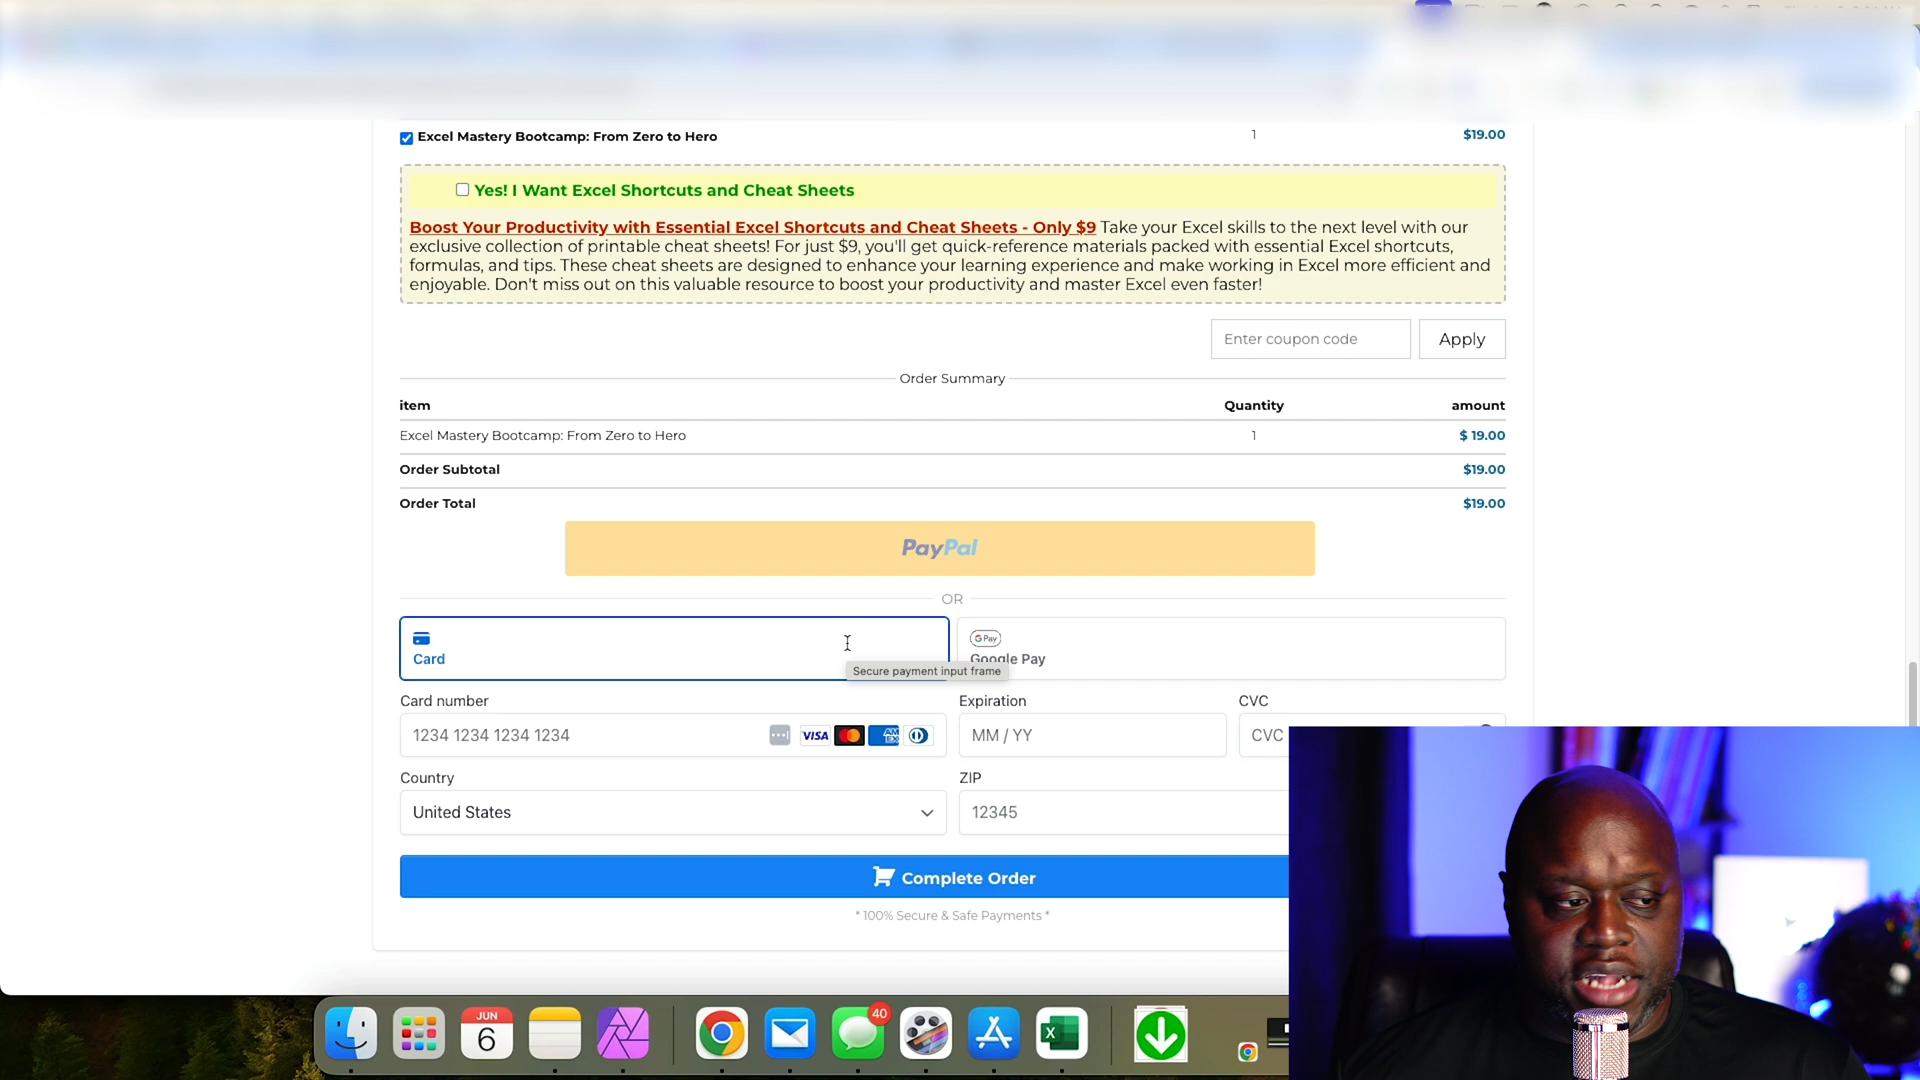 Excel Mastery Bootcamp: From Zero to Hero 1 $19.00
Yes! I Want Excel Shortcuts and Cheat Sheets
Boost Your Productivity with Essential Excel Shortcuts and Cheat Sheets - Only $9 Take your Excel skills to the next level with our
exclusive collection of printable cheat sheets! For just $9, you'll get quick-reference materials packed with essential Excel shortcuts,
formulas, and tips. These cheat sheets are designed to enhance your learning experience and make working in Excel more efficient and
enjoyable. Don't miss out on this valuable resource to boost your productivity and master Excel even faster!
Enter coupon code Apply
Order Summary
item Quantity amount
Excel Mastery Bootcamp: From Zero to Hero 1 $ 19.00
Order Subtotal $19.00
Order Total $19.00
PayPal
OR
Card
G Pay
Google Pay
Secure payment input frame
Card number Expiration CVC
1234 1234 1234 1234 VISA AM EX MM / YY CVC
Country ZIP
United States 12345
Complete Order
* 100% Secure & Safe Payments *
JUN
6
40
X